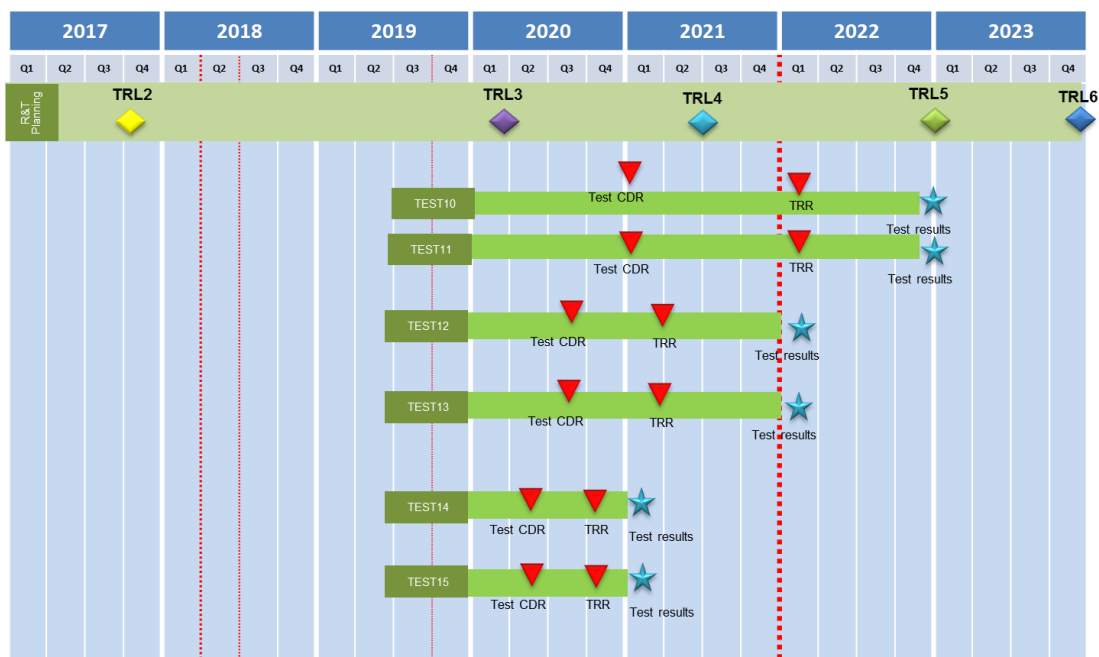 2017 2018 2019 2020 2021 2022 2023
Q1 Q2 Q3 Q4 Q1 Q2 Q3 Q4 Q1 Q2 Q3 Q4 Q1 Q2 Q3 Q4 Q1 Q2 Q3 Q4 Q1 Q2 Q3 Q4 Q1 Q2 Q3 Q4
R&T
Planning
TRL2 TRL3 TRL4 TRL5 TRL6
TEST10 Test CDR TRR
Test results
TEST11
Test CDR TRR
Test results
TEST12
Test CDR TRR
Test results
TEST13
Test CDR TRR
Test results
TEST14
Test CDR TRR
Test results
TEST15
Test CDR TRR
Test results